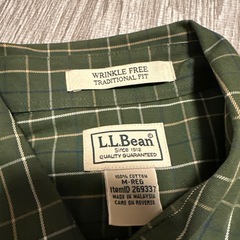 WRINKLE FREE
TRADITIONAL FIT
L.L.Bean
SINCE 1912
QUALITY GUARANTEED
100% COTTON
M-REG
ItemID 269337
MADE IN MALAYSIA
CARE ON REVERSE